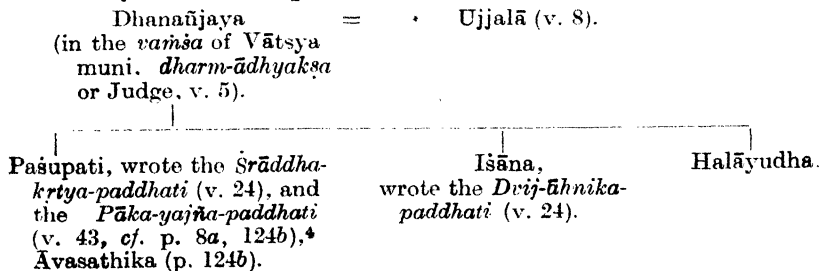 Dhanañjaya = Ujjalā (v. 8).
(in the vaṁśa of Vātsya
muni. dharm-ādhyakṣa
or Judge, v. 5).
Paśupati, wrote the Śrāddha-
kṛtya-paddhati (v. 24), and
the Pāka-yajña-paddhati
(v. 43, cf. p. 8a, 124b),⁴
Āvasathika (p. 124b).
Iśāna,
wrote the Dvij-āhnika-
paddhati (v. 24).
Halāyudha.